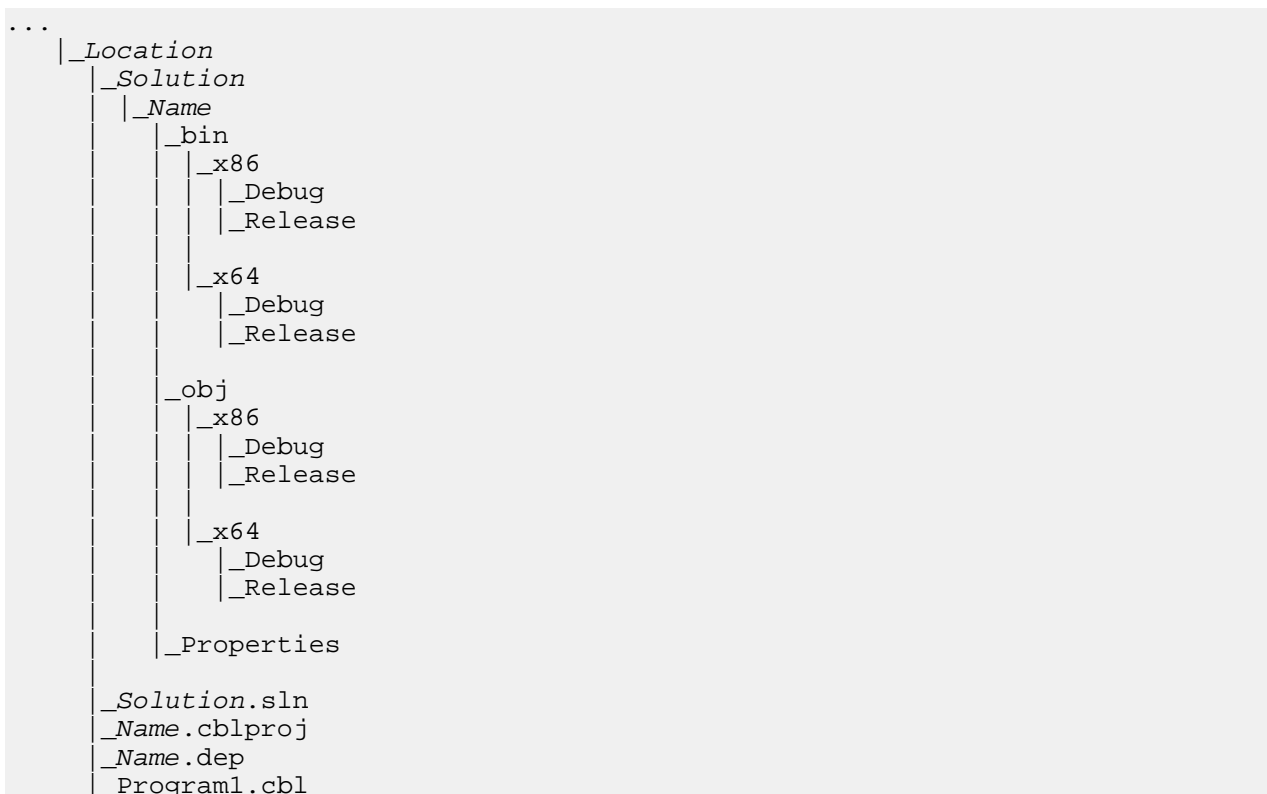 ...
   |_Location
     |_Solution
     | |_Name
     |   |_bin
     |   | |_x86
     |   | | |_Debug
     |   | | |_Release
     |   | |
     |   | |_x64
     |   |   |_Debug
     |   |   |_Release
     |   |
     |   |_obj
     |   | |_x86
     |   | | |_Debug
     |   | | |_Release
     |   | |
     |   | |_x64
     |   |   |_Debug
     |   |   |_Release
     |   |
     |   |_Properties
     |
     |_Solution.sln
     |_Name.cblproj
     |_Name.dep
     |_Program1.cbl